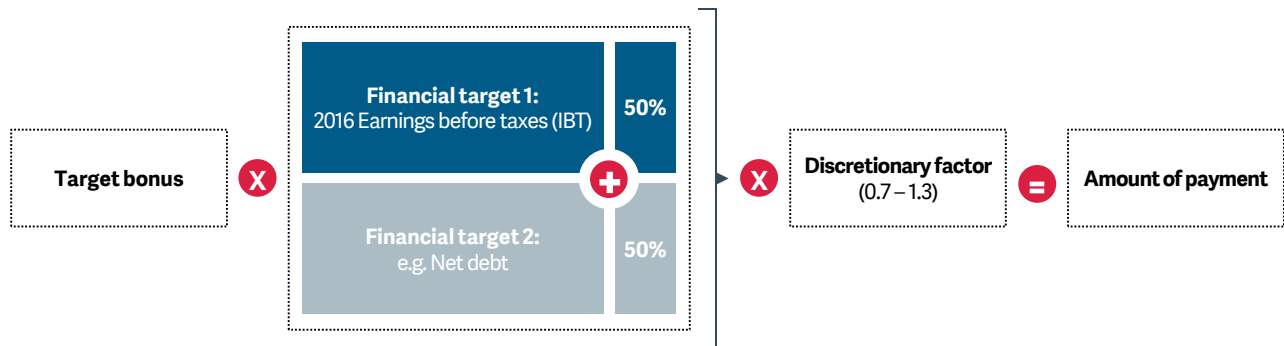 Target bonus
X
Financial target 1:
2016 Earnings before taxes (IBT)
50%
+
Financial target 2:
e.g. Net debt
50%
X
Discretionary factor
(0.7 – 1.3)
=
Amount of payment